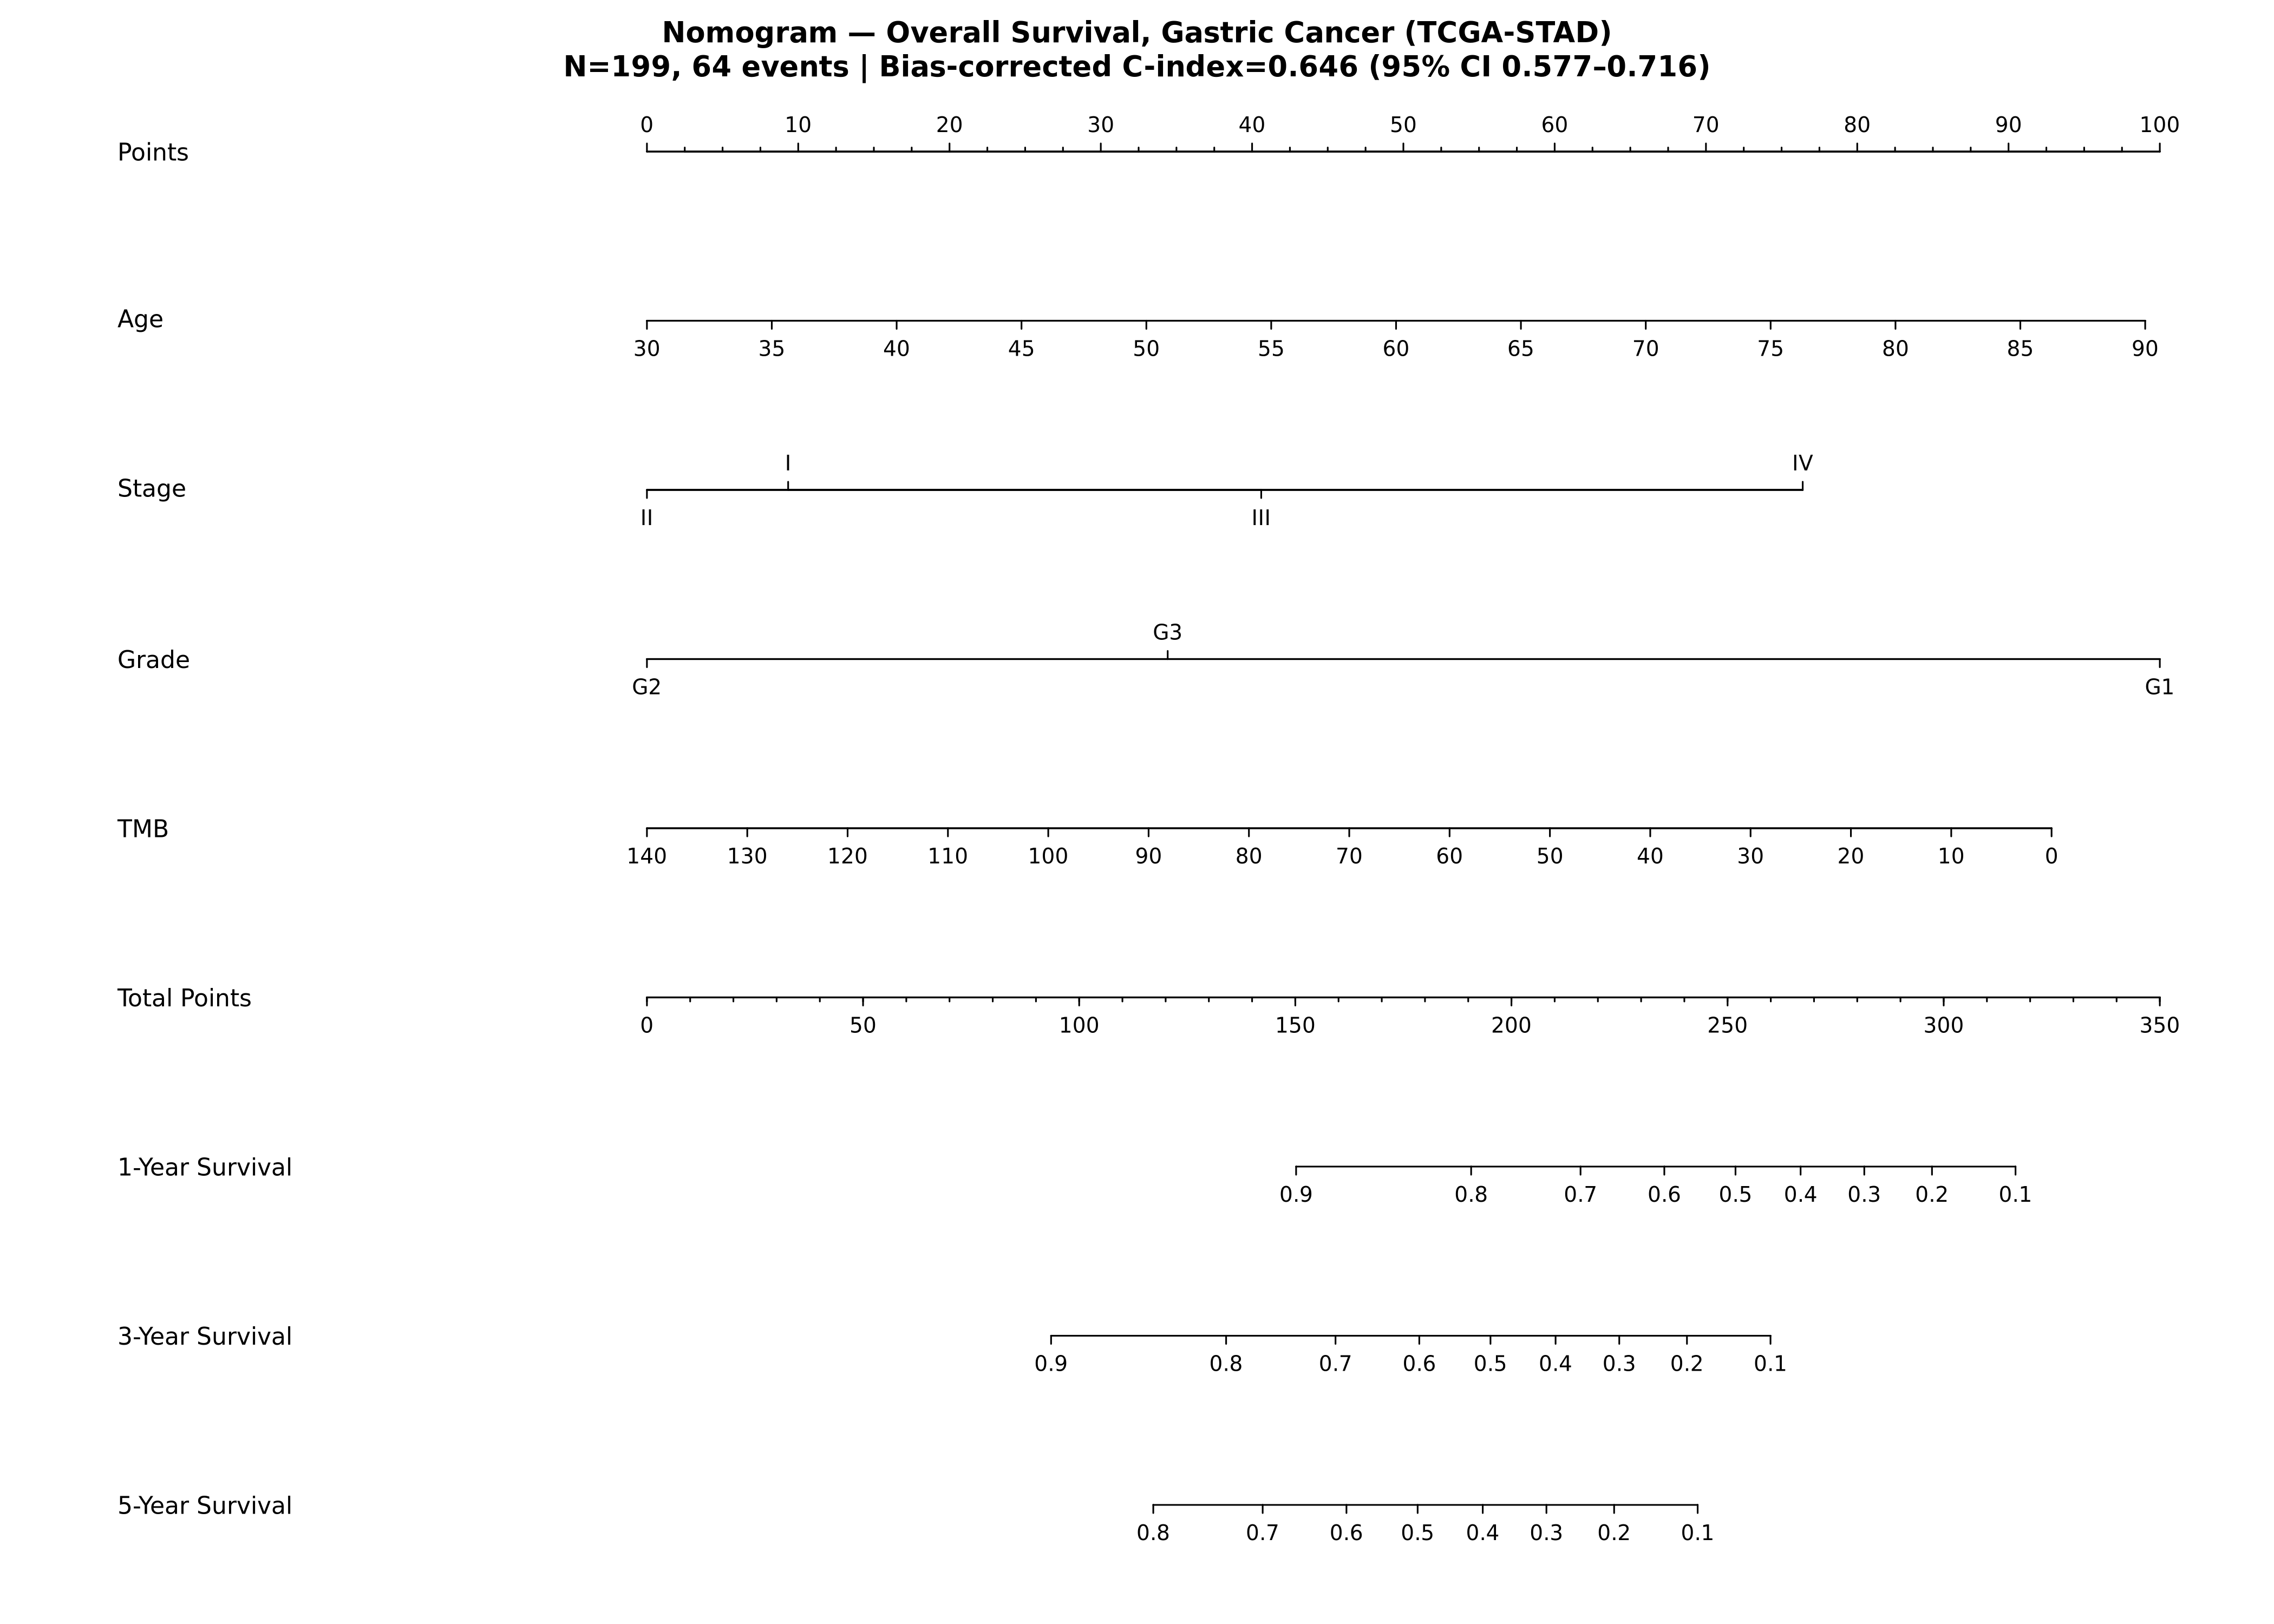 Nomogram — Overall Survival, Gastric Cancer (TCGA-STAD)
N=199, 64 events | Bias-corrected C-index=0.646 (95% CI 0.577–0.716)
0 10 20 30 40 50 60 70 80 90 100
Points
Age
30 35 40 45 50 55 60 65 70 75 80 85 90
I IV
Stage
II III
G3
Grade
G2 G1
TMB
140 130 120 110 100 90 80 70 60 50 40 30 20 10 0
Total Points
0 50 100 150 200 250 300 350
1-Year Survival
0.9 0.8 0.7 0.6 0.5 0.4 0.3 0.2 0.1
3-Year Survival
0.9 0.8 0.7 0.6 0.5 0.4 0.3 0.2 0.1
5-Year Survival
0.8 0.7 0.6 0.5 0.4 0.3 0.2 0.1